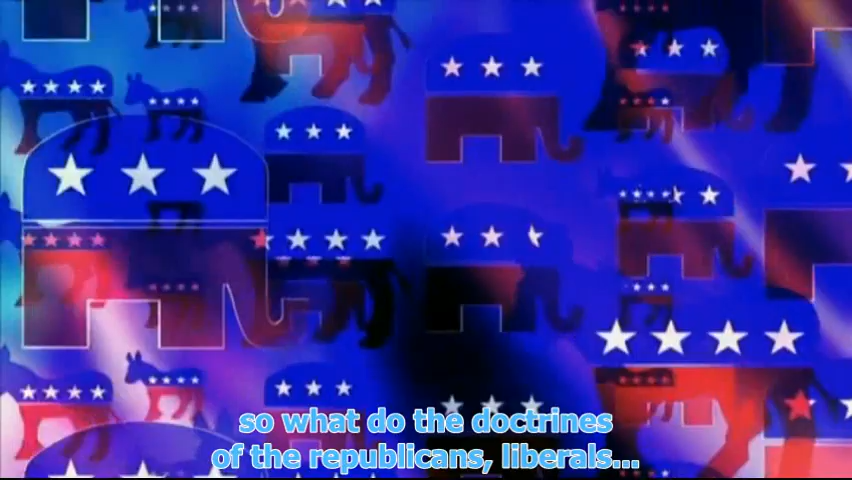 so what do the doctrines
of the republicans, liberals...